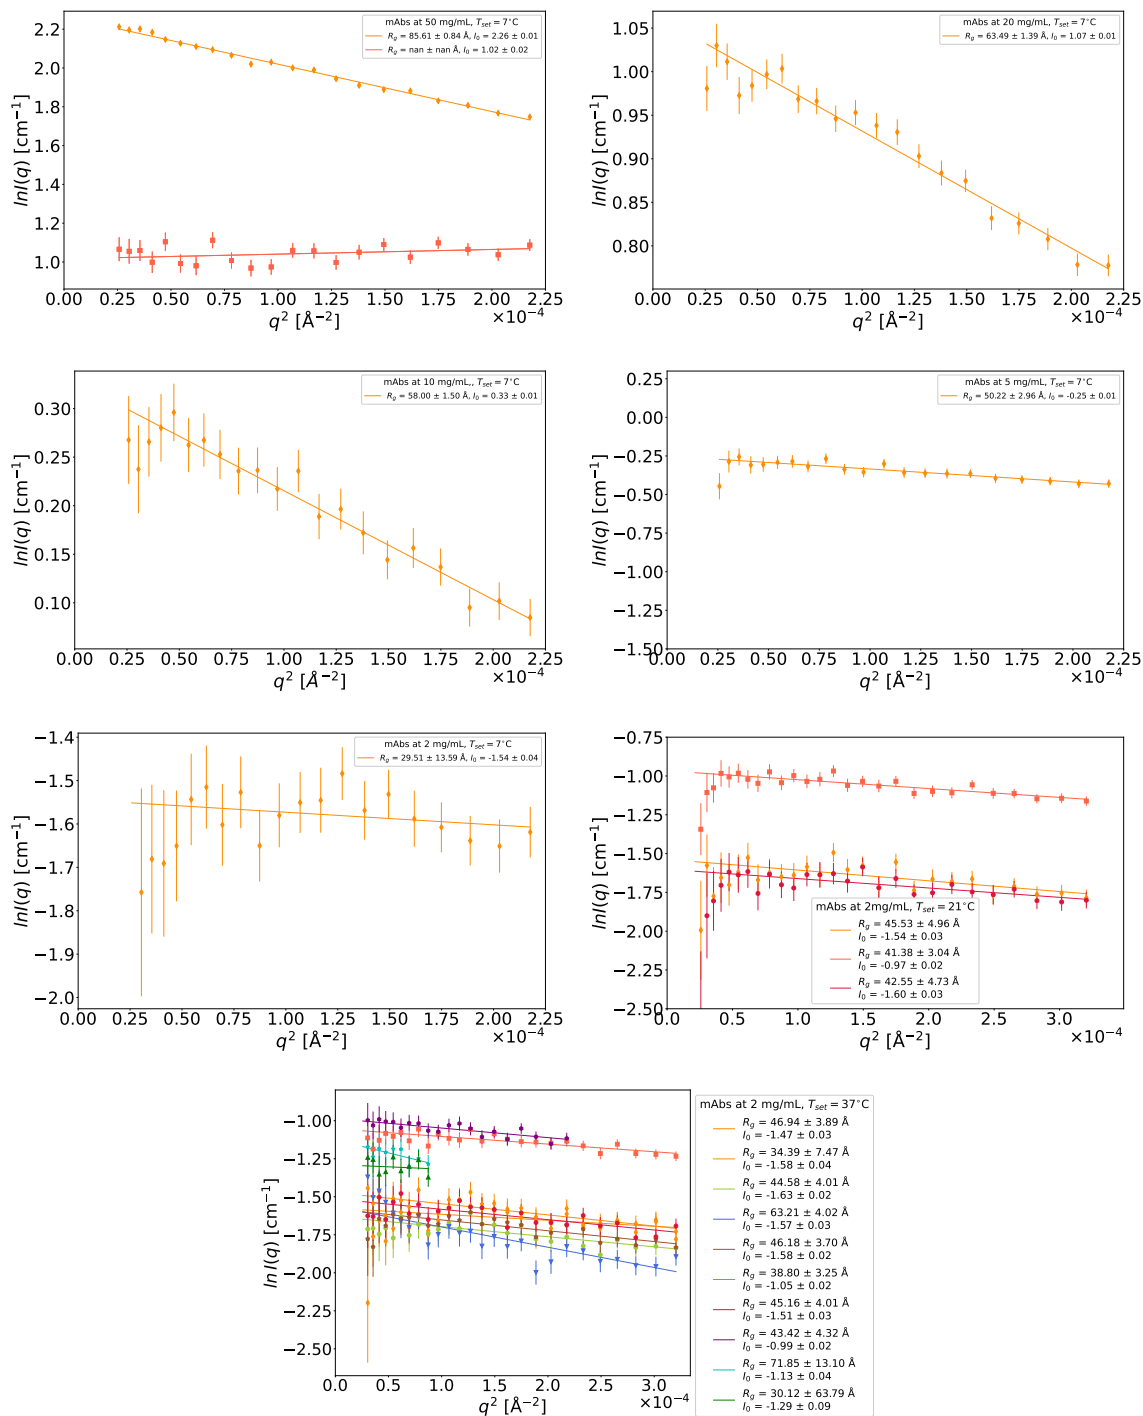 mAbs at 50 mg/mL, T_set = 7°C
R_g = 85.61 ± 0.84 Å, I_0 = 2.26 ± 0.01
R_g = nan ± nan Å, I_0 = 1.02 ± 0.02
lnI(q) [cm⁻¹]
2.2
2.0
1.8
1.6
1.4
1.2
1.0
0.00 0.25 0.50 0.75 1.00 1.25 1.50 1.75 2.00 2.25
q² [Å⁻²]
×10⁻⁴
mAbs at 20 mg/mL, T_set = 7°C
R_g = 63.49 ± 1.39 Å, I_0 = 1.07 ± 0.01
lnI(q) [cm⁻¹]
1.05
1.00
0.95
0.90
0.85
0.80
0.00 0.25 0.50 0.75 1.00 1.25 1.50 1.75 2.00 2.25
q² [Å⁻²]
×10⁻⁴
mAbs at 10 mg/mL,, T_set = 7°C
R_g = 58.00 ± 1.50 Å, I_0 = 0.33 ± 0.01
lnI(q) [cm⁻¹]
0.30
0.25
0.20
0.15
0.10
0.00 0.25 0.50 0.75 1.00 1.25 1.50 1.75 2.00 2.25
q² [Å⁻²]
×10⁻⁴
mAbs at 5 mg/mL, T_set = 7°C
R_g = 50.22 ± 2.96 Å, I_0 = -0.25 ± 0.01
lnI(q) [cm⁻¹]
0.25
0.00
−0.25
−0.50
−0.75
−1.00
−1.25
−1.50
0.00 0.25 0.50 0.75 1.00 1.25 1.50 1.75 2.00 2.25
q² [Å⁻²]
×10⁻⁴
mAbs at 2 mg/mL, T_set = 7°C
R_g = 29.51 ± 13.59 Å, I_0 = -1.54 ± 0.04
lnI(q) [cm⁻¹]
−1.4
−1.5
−1.6
−1.7
−1.8
−1.9
−2.0
0.00 0.25 0.50 0.75 1.00 1.25 1.50 1.75 2.00 2.25
q² [Å⁻²]
×10⁻⁴
lnI(q) [cm⁻¹]
−0.75
−1.00
−1.25
−1.50
−1.75
−2.00
−2.25
−2.50
mAbs at 2mg/mL, T_set = 21°C
R_g = 45.53 ± 4.96 Å
I_0 = -1.54 ± 0.03
R_g = 41.38 ± 3.04 Å
I_0 = -0.97 ± 0.02
R_g = 42.55 ± 4.73 Å
I_0 = -1.60 ± 0.03
0.0 0.5 1.0 1.5 2.0 2.5 3.0
q² [Å⁻²]
×10⁻⁴
ln I(q) [cm⁻¹]
−1.00
−1.25
−1.50
−1.75
−2.00
−2.25
−2.50
0.0 0.5 1.0 1.5 2.0 2.5 3.0
q² [Å⁻²]
×10⁻⁴
mAbs at 2 mg/mL, T_set = 37°C
R_g = 46.94 ± 3.89 Å
I_0 = -1.47 ± 0.03
R_g = 34.39 ± 7.47 Å
I_0 = -1.58 ± 0.04
R_g = 44.58 ± 4.01 Å
I_0 = -1.63 ± 0.02
R_g = 63.21 ± 4.02 Å
I_0 = -1.57 ± 0.03
R_g = 46.18 ± 3.70 Å
I_0 = -1.58 ± 0.02
R_g = 38.80 ± 3.25 Å
I_0 = -1.05 ± 0.02
R_g = 45.16 ± 4.01 Å
I_0 = -1.51 ± 0.03
R_g = 43.42 ± 4.32 Å
I_0 = -0.99 ± 0.02
R_g = 71.85 ± 13.10 Å
I_0 = -1.13 ± 0.04
R_g = 30.12 ± 63.79 Å
I_0 = -1.29 ± 0.09